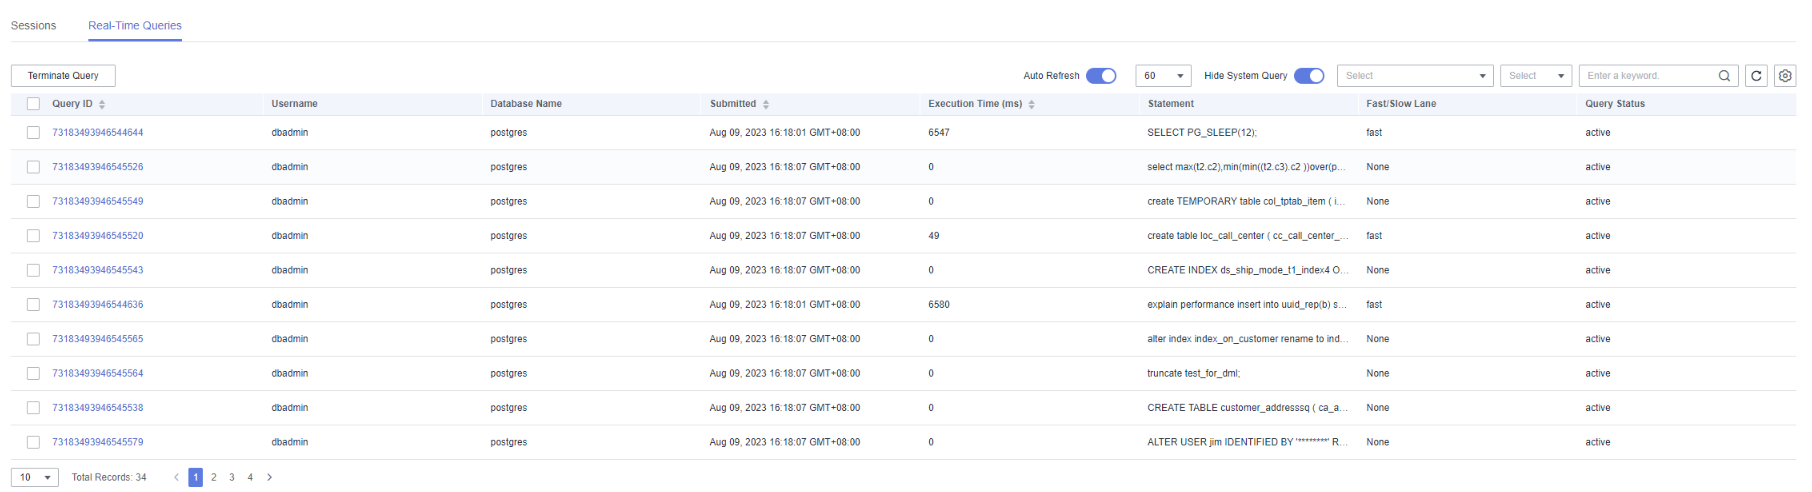 Sessions Real-Time Queries
Terminate Query Auto Refresh 60 Hide System Query Select Select Enter a keyword.
Query ID Username Database Name Submitted Execution Time (ms) Statement Fast/Slow Lane Query Status
73183493946544644 dbadmin postgres Aug 09, 2023 16:18:01 GMT+08:00 6547 SELECT PG_SLEEP(12); fast active
73183493946545526 dbadmin postgres Aug 09, 2023 16:18:07 GMT+08:00 0 select max(t2.c2),min(min((t2.c3).c2 ))over(p... None active
73183493946545549 dbadmin postgres Aug 09, 2023 16:18:07 GMT+08:00 0 create TEMPORARY table col_tptab_item ( i... None active
73183493946545520 dbadmin postgres Aug 09, 2023 16:18:07 GMT+08:00 49 create table loc_call_center ( cc_call_center_... fast active
73183493946545543 dbadmin postgres Aug 09, 2023 16:18:07 GMT+08:00 0 CREATE INDEX ds_ship_mode_t1_index4 O... None active
73183493946544636 dbadmin postgres Aug 09, 2023 16:18:01 GMT+08:00 6580 explain performance insert into uuid_rep(b) s... fast active
73183493946545565 dbadmin postgres Aug 09, 2023 16:18:07 GMT+08:00 0 alter index index_on_customer rename to ind... None active
73183493946545564 dbadmin postgres Aug 09, 2023 16:18:07 GMT+08:00 0 truncate test_for_dml; None active
73183493946545538 dbadmin postgres Aug 09, 2023 16:18:07 GMT+08:00 0 CREATE TABLE customer_addresssq ( ca_a... None active
73183493946545579 dbadmin postgres Aug 09, 2023 16:18:07 GMT+08:00 0 ALTER USER jim IDENTIFIED BY '********' R... None active
10 Total Records: 34 < 1 2 3 4 >